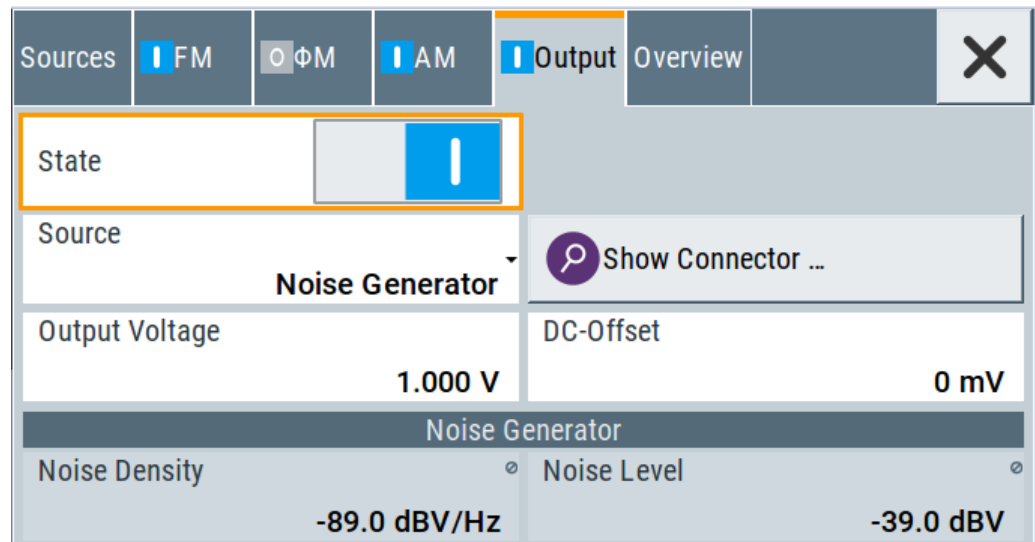 Sources I FM O ΦM I AM I Output Overview
State I
Source
Noise Generator
Show Connector ...
Output Voltage
1.000 V
DC-Offset
0 mV
Noise Generator
Noise Density
-89.0 dBV/Hz
Noise Level
-39.0 dBV